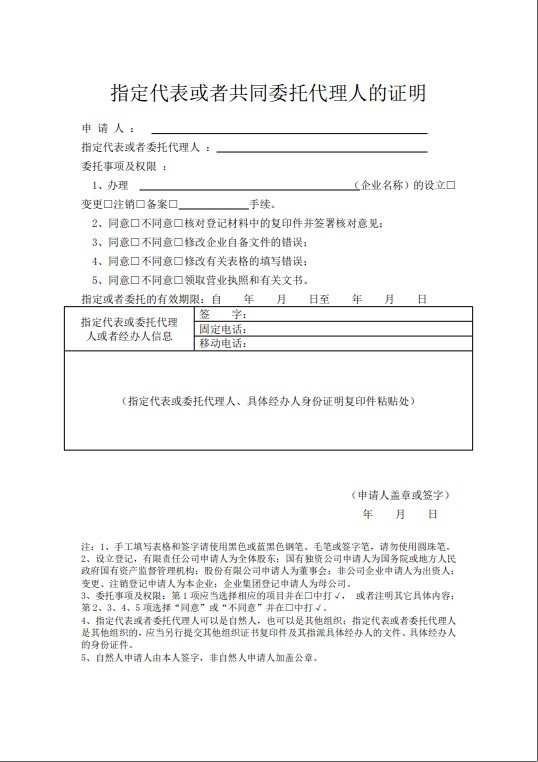 指定代表或者共同委托代理人的证明
申 请 人 ：
指定代表或者委托代理人 ：
委托事项及权限 ：
1、办理 （企业名称）的设立□
变更□注销□备案□ 手续。
2、同意□不同意□核对登记材料中的复印件并签署核对意见；
3、同意□不同意□修改企业自备文件的错误；
4、同意□不同意□修改有关表格的填写错误；
5、同意□不同意□领取营业执照和有关文书。
指定或者委托的有效期限：自 年 月 日至 年 月 日
指定代表或委托代理
人或者经办人信息
签 字：
固定电话：
移动电话：
（指定代表或委托代理人、具体经办人身份证明复印件粘贴处）
（申请人盖章或签字）
年 月 日
注：1、手工填写表格和签字请使用黑色或蓝黑色钢笔、毛笔或签字笔，请勿使用圆珠笔。
2、设立登记，有限责任公司申请人为全体股东；国有独资公司申请人为国务院或地方人民
政府国有资产监督管理机构；股份有限公司申请人为董事会；非公司企业申请人为出资人；
变更、注销登记申请人为本企业；企业集团登记申请人为母公司。
3、委托事项及权限：第 1 项应当选择相应的项目并在□中打√， 或者注明其它具体内容；
第 2、3、4、5 项选择“同意”或“不同意”并在□中打√。
4、指定代表或者委托代理人可以是自然人，也可以是其他组织；指定代表或者委托代理人
是其他组织的，应当另行提交其他组织证书复印件及其指派具体经办人的文件、具体经办人
的身份证件。
5、自然人申请人由本人签字，非自然人申请人加盖公章。